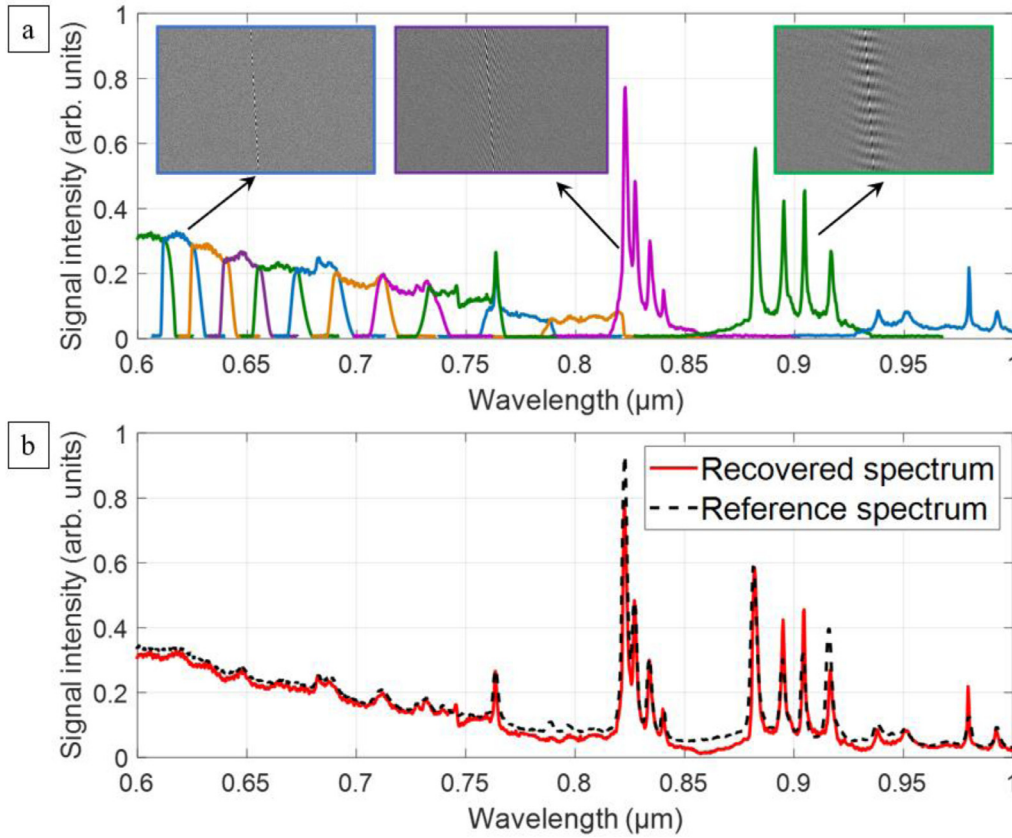 a
1
0.8
0.6
0.4
0.2
0
Signal intensity (arb. units)
0.6 0.65 0.7 0.75 0.8 0.85 0.9 0.95 1
Wavelength (µm)
b
1
0.8
0.6
0.4
0.2
0
Signal intensity (arb. units)
Recovered spectrum
Reference spectrum
0.6 0.65 0.7 0.75 0.8 0.85 0.9 0.95 1
Wavelength (µm)